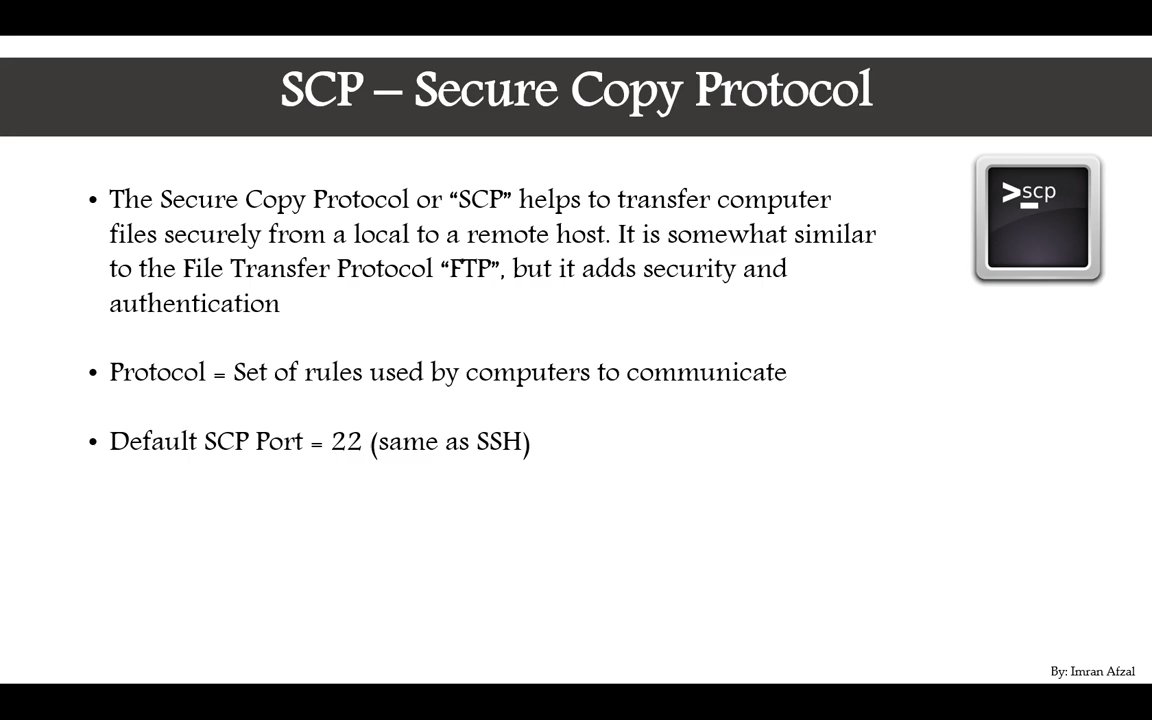 SCP – Secure Copy Protocol
>_scp
• The Secure Copy Protocol or “SCP” helps to transfer computer
files securely from a local to a remote host. It is somewhat similar
to the File Transfer Protocol “FTP”, but it adds security and
authentication
• Protocol = Set of rules used by computers to communicate
• Default SCP Port = 22 (same as SSH)
By: Imran Afzal